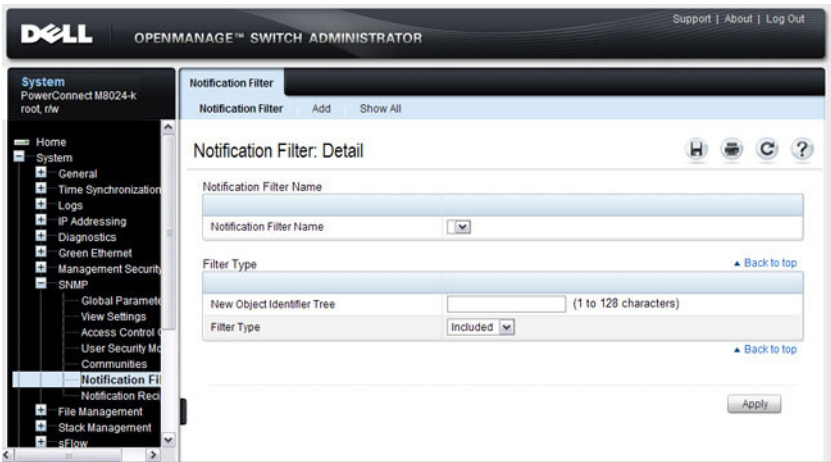 Support | About | Log Out
DELL
OPENMANAGE™ SWITCH ADMINISTRATOR
System
PowerConnect M8024-k
root, r/w
Home
System
General
Time Synchronization
Logs
IP Addressing
Diagnostics
Green Ethernet
Management Security
SNMP
Global Paramete
View Settings
Access Control
User Security Mo
Communities
Notification Fil
Notification Reci
File Management
Stack Management
sFlow
Notification Filter
Notification Filter Add Show All
Notification Filter: Detail
Notification Filter Name
Notification Filter Name
Filter Type
Back to top
New Object Identifier Tree (1 to 128 characters)
Filter Type Included
Back to top
Apply